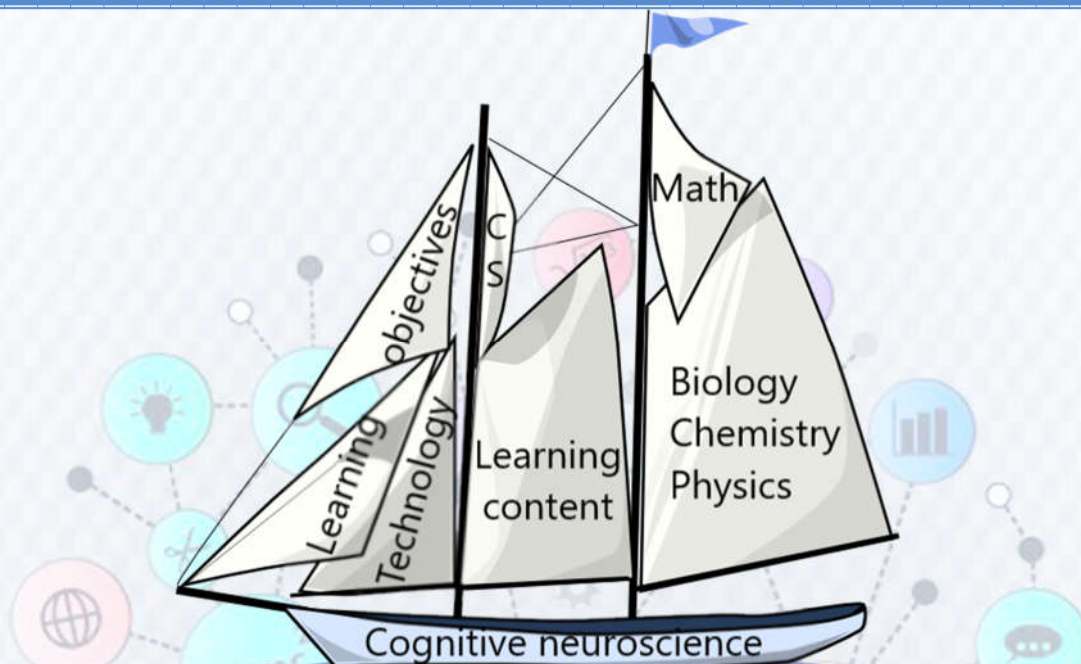 objectives
C
S
Math
Learning
Technology
Learning
content
Biology
Chemistry
Physics
Cognitive neuroscience